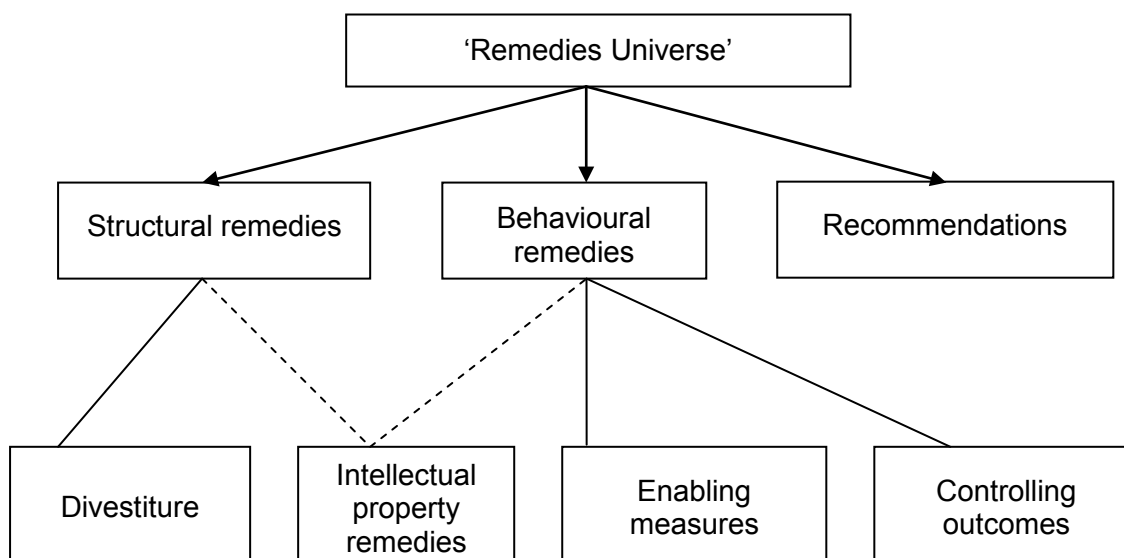 ‘Remedies Universe’
Structural remedies
Behavioural
remedies
Recommendations
Divestiture
Intellectual
property
remedies
Enabling
measures
Controlling
outcomes